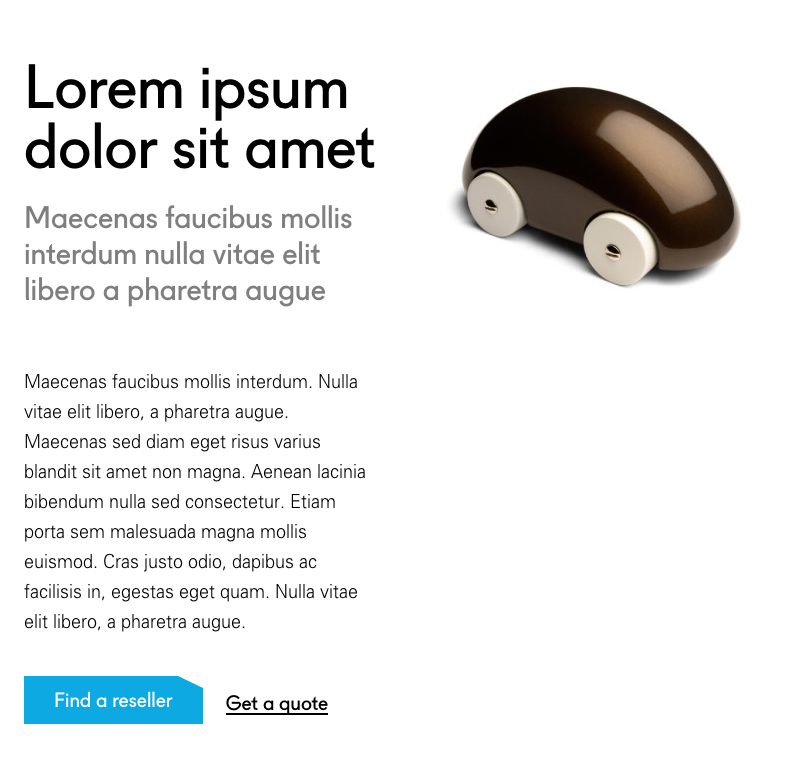 Lorem ipsum
dolor sit amet
Maecenas faucibus mollis
interdum nulla vitae elit
libero a pharetra augue
Maecenas faucibus mollis interdum. Nulla
vitae elit libero, a pharetra augue.
Maecenas sed diam eget risus varius
blandit sit amet non magna. Aenean lacinia
bibendum nulla sed consectetur. Etiam
porta sem malesuada magna mollis
euismod. Cras justo odio, dapibus ac
facilisis in, egestas eget quam. Nulla vitae
elit libero, a pharetra augue.
Find a reseller
Get a quote